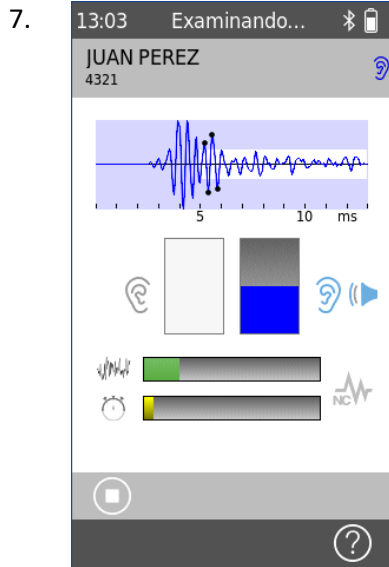 7.
13:03 Examinando...
JUAN PEREZ
4321
5 10 ms
NC